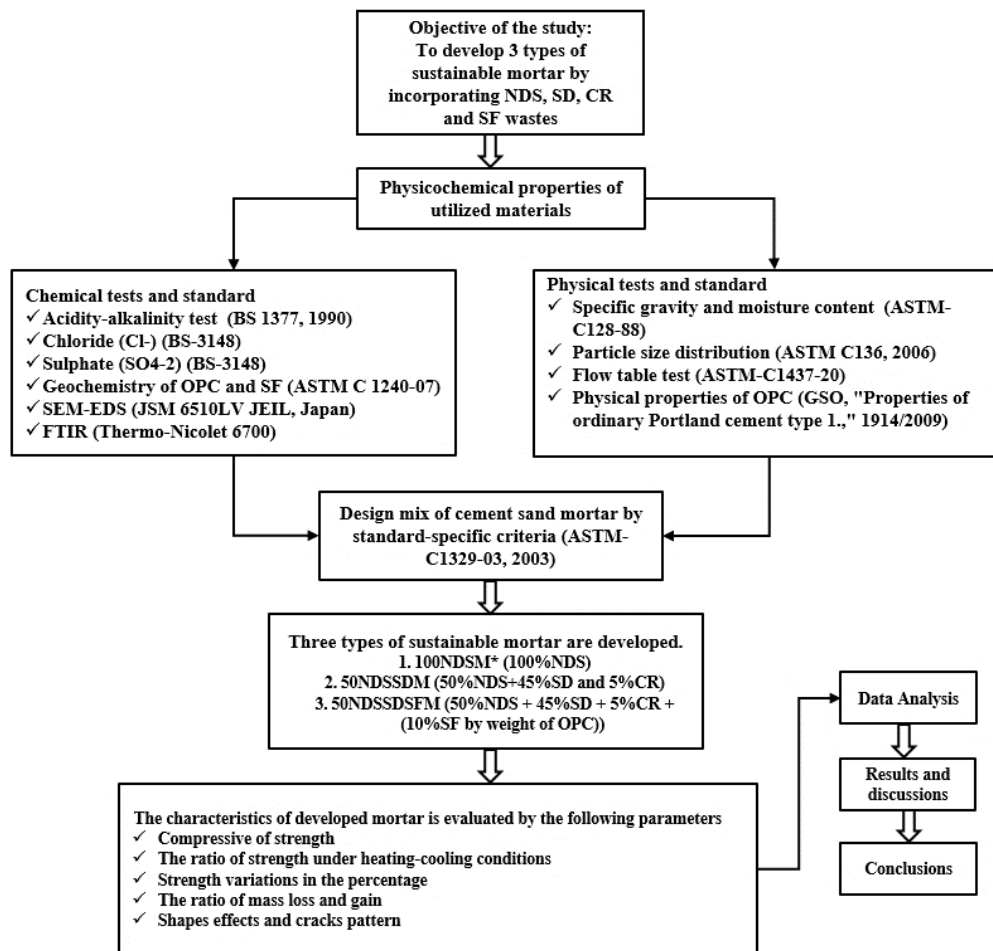 Objective of the study:
To develop 3 types of
sustainable mortar by
incorporating NDS, SD, CR
and SF wastes
Physicochemical properties of
utilized materials
Chemical tests and standard
✓Acidity-alkalinity test (BS 1377, 1990)
✓Chloride (Cl-) (BS-3148)
✓Sulphate (SO4-2) (BS-3148)
✓Geochemistry of OPC and SF (ASTM C 1240-07)
✓SEM-EDS (JSM 6510LV JEIL, Japan)
✓FTIR (Thermo-Nicolet 6700)
Physical tests and standard
✓ Specific gravity and moisture content (ASTM-
C128-88)
✓ Particle size distribution (ASTM C136, 2006)
✓ Flow table test (ASTM-C1437-20)
✓ Physical properties of OPC (GSO, "Properties of
ordinary Portland cement type 1.," 1914/2009)
Design mix of cement sand mortar by
standard-specific criteria (ASTM-
C1329-03, 2003)
Three types of sustainable mortar are developed.
1. 100NDSM* (100%NDS)
2. 50NDSSDM (50%NDS+45%SD and 5%CR)
3. 50NDSSDSFM (50%NDS + 45%SD + 5%CR +
(10%SF by weight of OPC))
The characteristics of developed mortar is evaluated by the following parameters
✓ Compressive of strength
✓ The ratio of strength under heating-cooling conditions
✓ Strength variations in the percentage
✓ The ratio of mass loss and gain
✓ Shapes effects and cracks pattern
Data Analysis
Results and
discussions
Conclusions